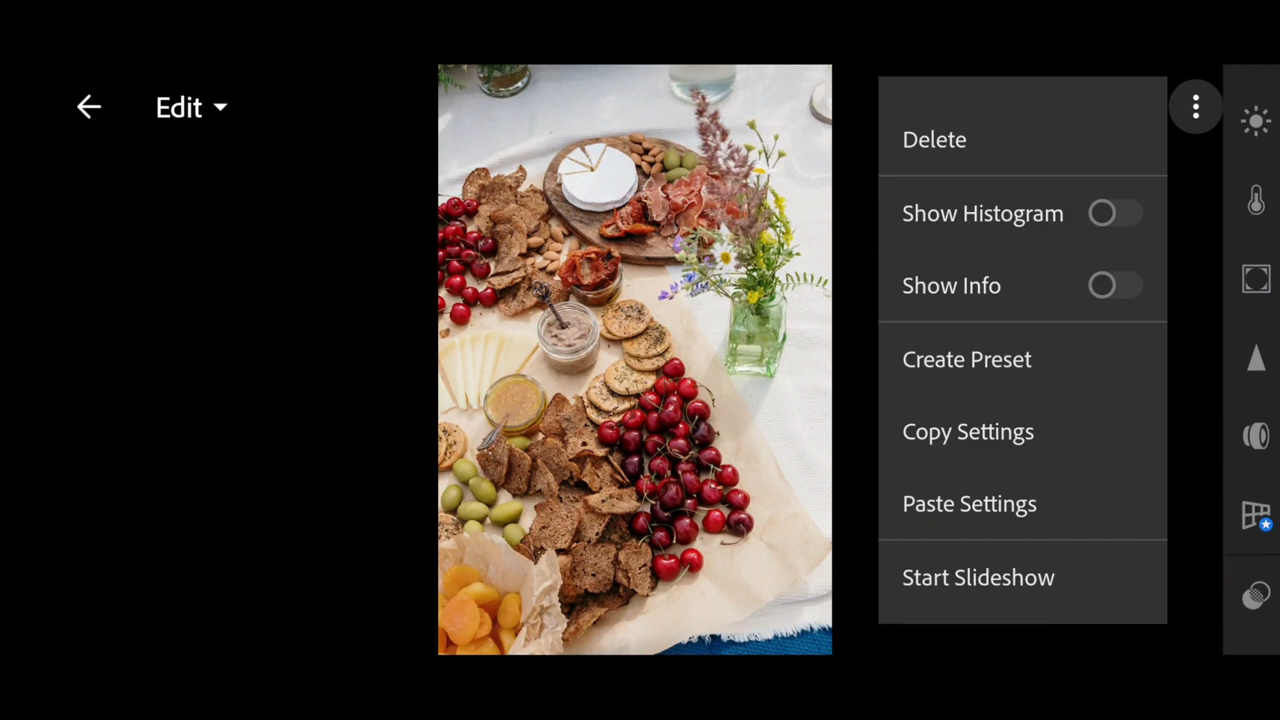 Edit
Delete
Show Histogram
Show Info
Create Preset
Copy Settings
Paste Settings
Start Slideshow